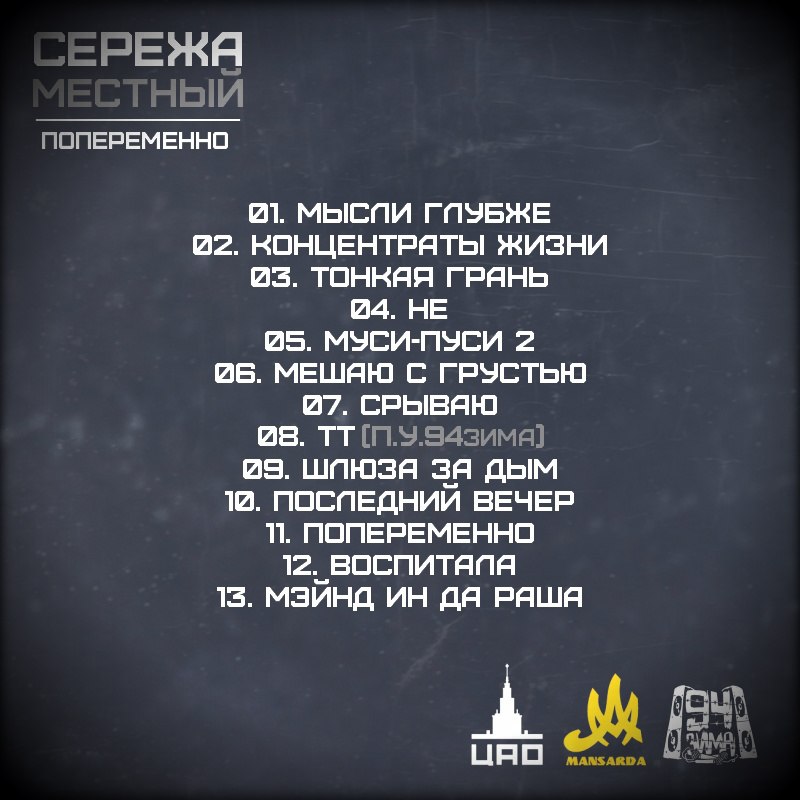 СЕРЕЖА
МЕСТНЫЙ
ПОПЕРЕМЕННО
01. МЫСЛИ ГЛУБЖЕ
02. КОНЦЕНТРАТЫ ЖИЗНИ
03. ТОНКАЯ ГРАНЬ
04. НЕ
05. МУСИ-ПУСИ 2
06. МЕШАЮ С ГРУСТЬЮ
07. СРЫВАЮ
08. ТТ (П.У.94ЗИМА)
09. ШЛЮЗА ЗА ДЫМ
10. ПОСЛЕДНИЙ ВЕЧЕР
11. ПОПЕРЕМЕННО
12. ВОСПИТАЛА
13. МЭЙНД ИН ДА РАША
ЦАО
MANSARDA
94
ЗИМА